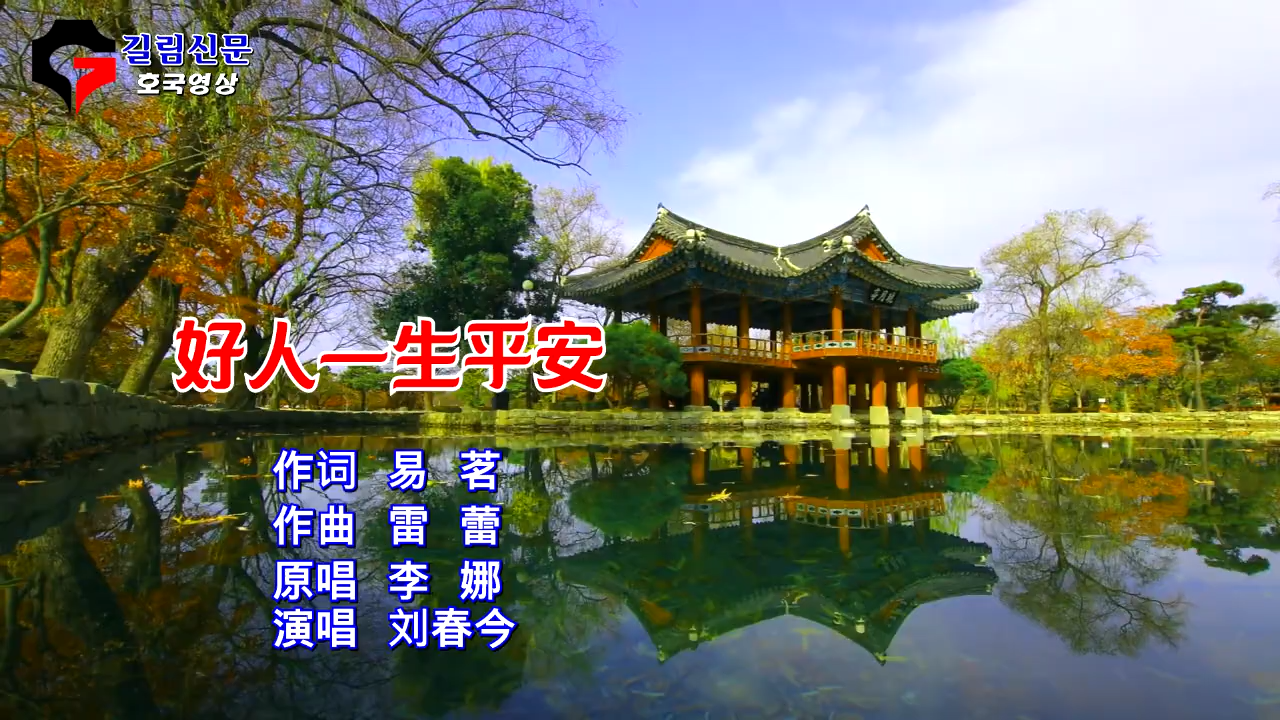 길림신문
호국영상
好人一生平安
作词 易 茗
作曲 雷 蕾
原唱 李 娜
演唱 刘春今